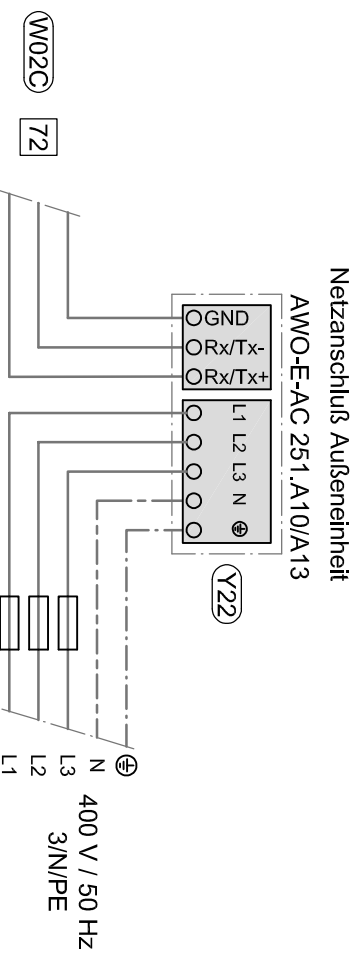 Netzanschluß Außeneinheit
AWO-E-AC 251.A10/A13
Y22
GND
Rx/Tx-
Rx/Tx+
L1
L2
L3
N
W02C
72
L3
L2
L1
N
400 V / 50 Hz
3/N/PE